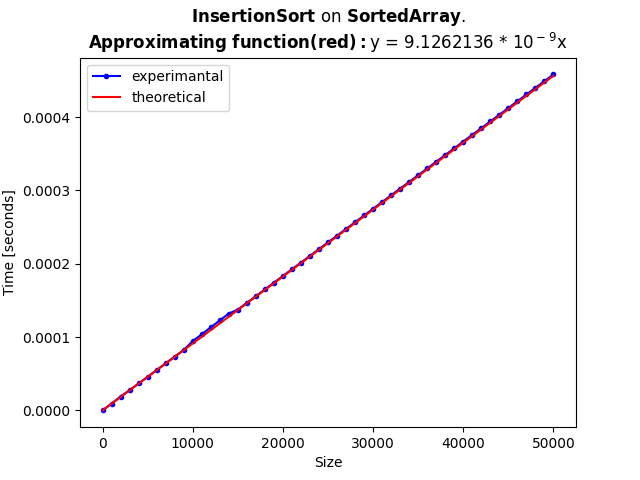 InsertionSort on SortedArray.
Approximating function(red): y = 9.1262136 * 10⁻⁹x
experimantal
theoretical
0.0004
0.0003
0.0002
0.0001
0.0000
Time [seconds]
0 10000 20000 30000 40000 50000
Size